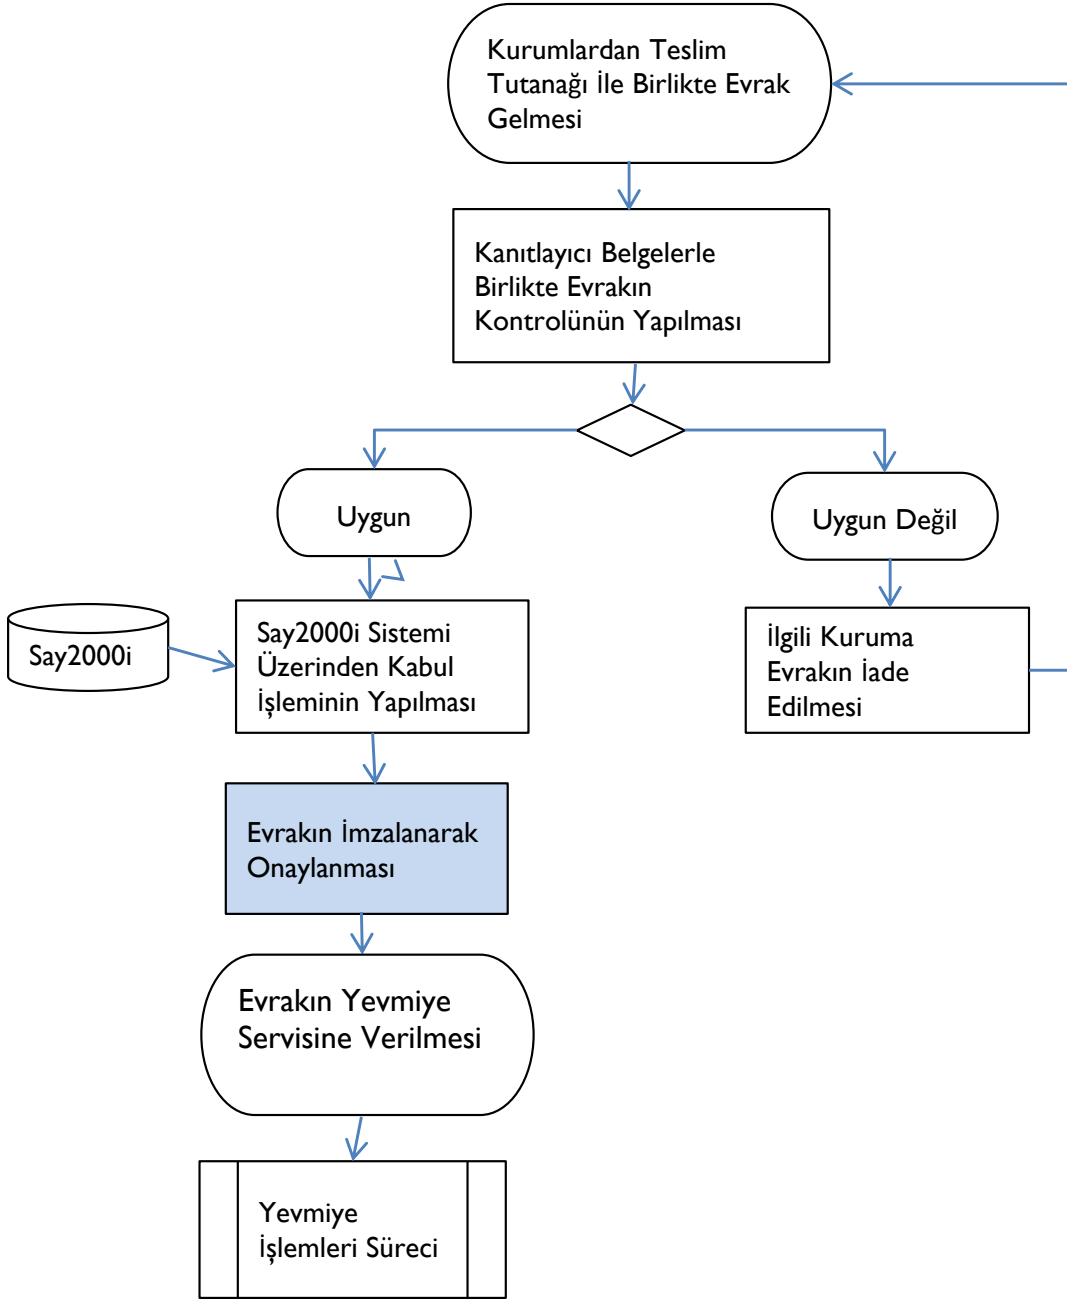 Kurumlardan Teslim
Tutanağı İle Birlikte Evrak
Gelmesi
Kanıtlayıcı Belgelerle
Birlikte Evrakın
Kontrolünün Yapılması
Uygun
Uygun Değil
Say2000i
Say2000i Sistemi
Üzerinden Kabul
İşleminin Yapılması
İlgili Kuruma
Evrakın İade
Edilmesi
Evrakın İmzalanarak
Onaylanması
Evrakın Yevmiye
Servisine Verilmesi
Yevmiye
İşlemleri Süreci